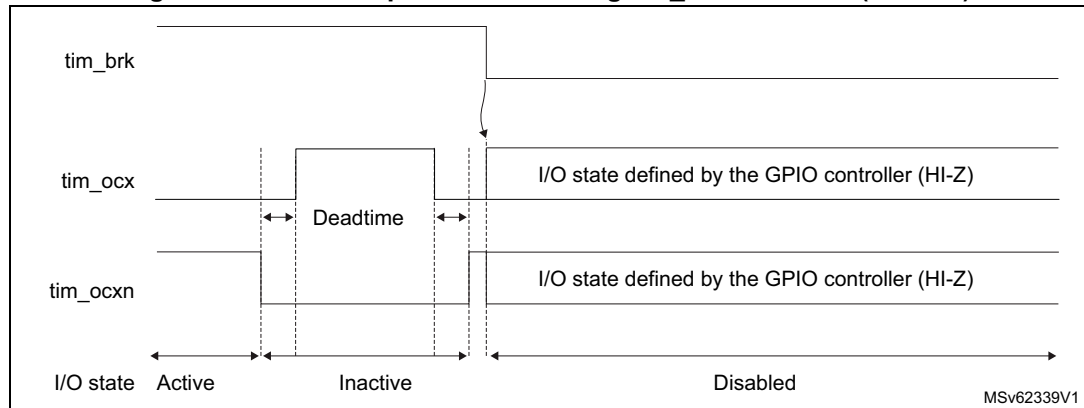 tim_brk
tim_ocx
I/O state defined by the GPIO controller (HI-Z)
Deadtime
tim_ocxn
I/O state defined by the GPIO controller (HI-Z)
I/O state Active Inactive Disabled
MSv62339V1